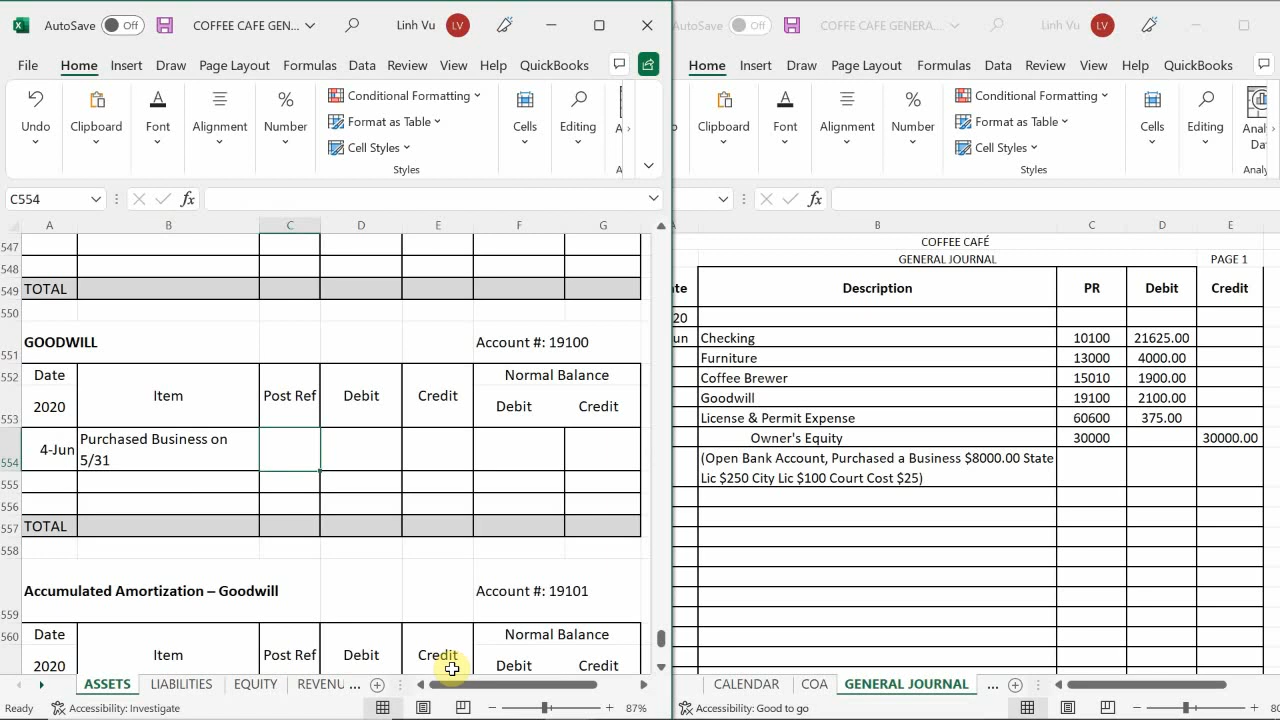 AutoSave Off COFFEE CAFE GEN... Linh Vu LV
File Home Insert Draw Page Layout Formulas Data Review View Help QuickBooks
Undo Clipboard Font Alignment Number Conditional Formatting Format as Table Cell Styles Cells Editing
Styles
C554 fx
A B C D E F G
547
548
549 TOTAL
550
551 GOODWILL Account #: 19100
552 Date Item Post Ref Debit Credit Normal Balance
553 2020 Debit Credit
554 4-Jun Purchased Business on
5/31
555
556
557 TOTAL
558
559 Accumulated Amortization – Goodwill Account #: 19101
560 Date Item Post Ref Debit Credit Normal Balance
2020 Debit Credit
ASSETS LIABILITIES EQUITY REVENU ...
Ready Accessibility: Investigate 87%
AutoSave Off COFFEE CAFE GENERA... Linh Vu LV
Home Insert Draw Page Layout Formulas Data Review View Help QuickBooks
Clipboard Font Alignment Number Conditional Formatting Format as Table Cell Styles Cells Editing
Styles
fx
B C D E
COFFEE CAFÉ
GENERAL JOURNAL PAGE 1
Description PR Debit Credit
20
Checking 10100 21625.00
Furniture 13000 4000.00
Coffee Brewer 15010 1900.00
Goodwill 19100 2100.00
License & Permit Expense 60600 375.00
Owner's Equity 30000 30000.00
(Open Bank Account, Purchased a Business $8000.00 State
Lic $250 City Lic $100 Court Cost $25)
CALENDAR COA GENERAL JOURNAL ...
Accessibility: Good to go